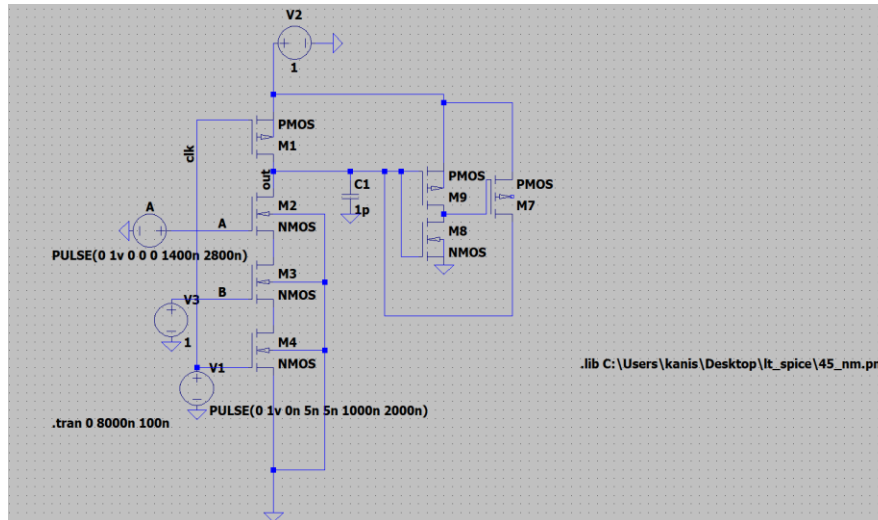 V2
1
PMOS
M1
clk
out
PMOS
M9
PMOS
M7
C1
1p
A
A
M2
NMOS
M8
NMOS
PULSE(0 1v 0 0 0 1400n 2800n)
M3
V3
B
NMOS
1
M4
NMOS
V1
.lib C:\Users\kanis\Desktop\lt_spice\45_nm.pr
PULSE(0 1v 0n 5n 5n 1000n 2000n)
.tran 0 8000n 100n